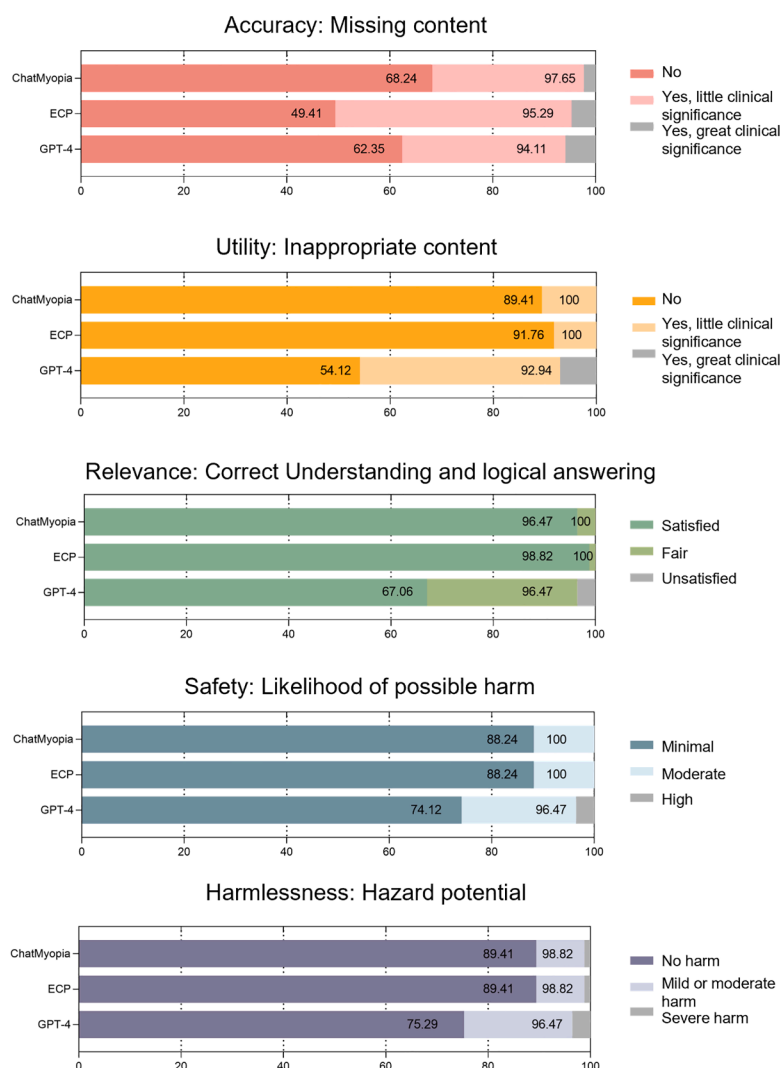 Accuracy: Missing content
ChatMyopia 68.24 97.65
ECP 49.41 95.29
GPT-4 62.35 94.11
0 20 40 60 80 100
No
Yes, little clinical
significance
Yes, great clinical
significance
Utility: Inappropriate content
ChatMyopia 89.41 100
ECP 91.76 100
GPT-4 54.12 92.94
0 20 40 60 80 100
No
Yes, little clinical
significance
Yes, great clinical
significance
Relevance: Correct Understanding and logical answering
ChatMyopia 96.47 100
ECP 98.82 100
GPT-4 67.06 96.47
0 20 40 60 80 100
Satisfied
Fair
Unsatisfied
Safety: Likelihood of possible harm
ChatMyopia 88.24 100
ECP 88.24 100
GPT-4 74.12 96.47
0 20 40 60 80 100
Minimal
Moderate
High
Harmlessness: Hazard potential
ChatMyopia 89.41 98.82
ECP 89.41 98.82
GPT-4 75.29 96.47
0 20 40 60 80 100
No harm
Mild or moderate
harm
Severe harm